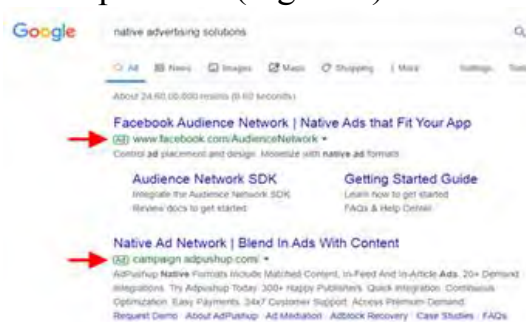 Google native advertising solutions
All News Images Maps Shopping More Settings Tools
About 24,60,00,000 results (0.60 seconds)
Facebook Audience Network | Native Ads that Fit Your App
Ad www.facebook.com/AudienceNetwork
Control ad placement and design. Monetize with native ad formats.
Audience Network SDK Getting Started Guide
Integrate the Audience Network SDK. Learn how to get started
Review docs to get started. FAQs & Help Center
Native Ad Network | Blend In Ads With Content
Ad campaign.adpushup.com/
AdPushup Native Formats Include Matched Content, In-Feed And In-Article Ads. 20+ Demand
Integrations. Try Adpushup Today. 300+ Happy Publishers. Quick Integration. Continuous
Optimization. Easy Payments. 24x7 Customer Support. Access Premium Demand.
Request Demo · About AdPushup · Ad Mediation · Adblock Recovery · Case Studies · FAQs